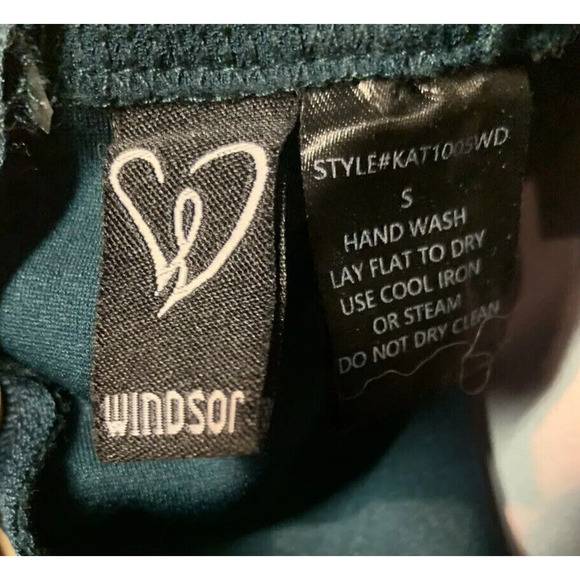 WINDSOR
STYLE#KAT1005WD
S
HAND WASH
LAY FLAT TO DRY
USE COOL IRON
OR STEAM
DO NOT DRY CLEAN